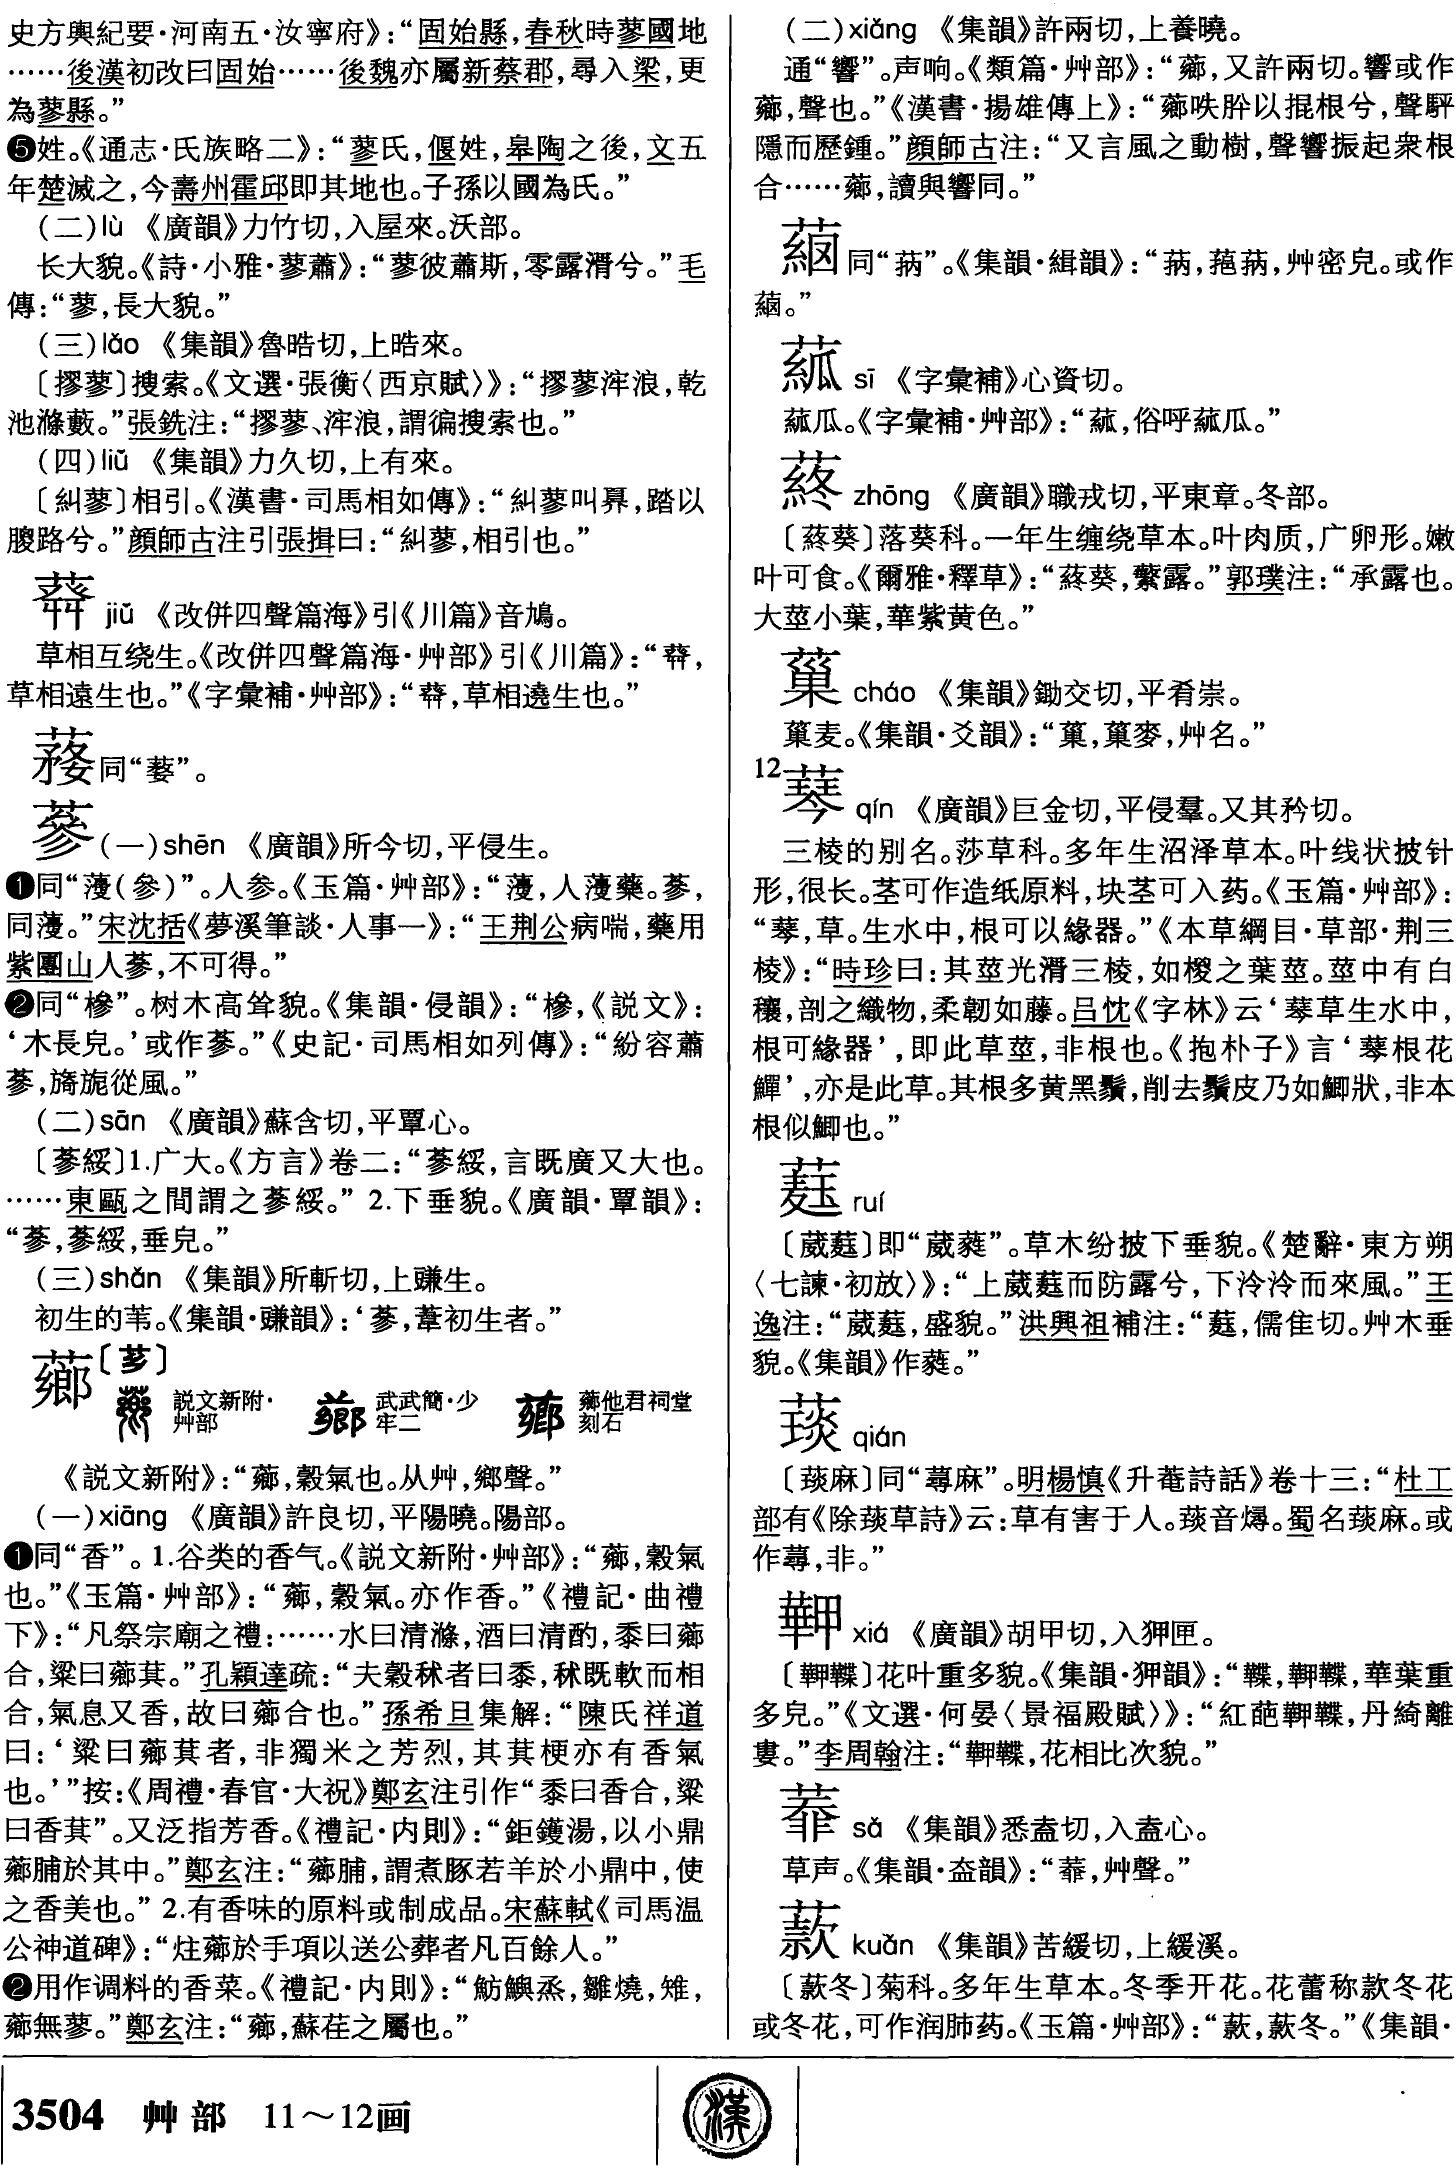 史方輿紀要·河南五·汝寧府》：“固始縣，春秋時蓼國地
……後漢初改曰固始……後魏亦屬新蔡郡，尋入梁，更
為蓼縣。”
❺姓。《通志·氏族略二》：“蓼氏，偃姓，皋陶之後，文五
年楚滅之，今壽州霍邱即其地也。子孫以國為氏。”
（二）lù 《廣韻》力竹切，入屋來。沃部。
长大貌。《詩·小雅·蓼蕭》：“蓼彼蕭斯，零露湑兮。”毛
傳：“蓼，長大貌。”
（三）lǎo 《集韻》魯晧切，上晧來。
〔摎蓼〕搜索。《文選·張衡〈西京賦〉》：“摎蓼浶浪，乾
池滌藪。”張銑注：“摎蓼、浶浪，謂徧搜索也。”
（四）liǔ 《集韻》力久切，上有來。
〔糾蓼〕相引。《漢書·司馬相如傳》：“糾蓼叫奡，踏以
朡路兮。”顔師古注引張揖曰：“糾蓼，相引也。”
jiǔ 《改併四聲篇海》引《川篇》音鳩。
草相互绕生。《改併四聲篇海·艸部》引《川篇》：“，
草相遠生也。”《字彙補·艸部》：“，草相遶生也。”
同“蔜”。
蔘（一）shēn 《廣韻》所今切，平侵生。
❶同“薓（參）”。人参。《玉篇·艸部》：“薓，人薓藥。蔘，
同薓。”宋沈括《夢溪筆談·人事一》：“王荆公病喘，藥用
紫團山人蔘，不可得。”
❷同“槮”。树木高耸貌。《集韻·侵韻》：“槮，《説文》：
‘木長皃。’或作蔘。”《史記·司馬相如列傳》：“紛容蕭
蔘，旖旎從風。”
（二）sān 《廣韻》蘇含切，平覃心。
〔蔘綏〕1.广大。《方言》卷二：“蔘綏，言既廣又大也。
……東甌之間謂之蔘綏。” 2.下垂貌。《廣韻·覃韻》：
“蔘，蔘綏，垂皃。”
（三）shǎn 《集韻》所斬切，上豏生。
初生的苇。《集韻·豏韻》：‘蔘，葦初生者。”
薌〔芗〕
説文新附· 武武簡·少 薌他君祠堂
艸部 牢二 刻石
《説文新附》：“薌，穀氣也。从艸，鄉聲。”
（一）xiāng 《廣韻》許良切，平陽曉。陽部。
❶同“香”。1.谷类的香气。《説文新附·艸部》：“薌，穀氣
也。”《玉篇·艸部》：“薌，穀氣。亦作香。”《禮記·曲禮
下》：“凡祭宗廟之禮：……水曰清滌，酒曰清酌，黍曰薌
合，粱曰薌萁。”孔穎達疏：“夫穀秫者曰黍，秫既軟而相
合，氣息又香，故曰薌合也。”孫希旦集解：“陳氏祥道
曰：‘粱曰薌萁者，非獨米之芳烈，其萁梗亦有香氣
也。’”按：《周禮·春官·大祝》鄭玄注引作“黍曰香合，粱
曰香萁”。又泛指芳香。《禮記·内則》：“鉅鑊湯，以小鼎
薌脯於其中。”鄭玄注：“薌脯，謂煮豚若羊於小鼎中，使
之香美也。” 2.有香味的原料或制成品。宋蘇軾《司馬温
公神道碑》：“炷薌於手項以送公葬者凡百餘人。”
❷用作调料的香菜。《禮記·内則》：“魴鱮烝，雛燒，雉，
薌無蓼。”鄭玄注：“薌，蘇荏之屬也。”
（二）xiǎng 《集韻》許兩切，上養曉。
通“響”。声响。《類篇·艸部》：“薌，又許兩切。響或作
薌，聲也。”《漢書·揚雄傳上》：“薌呹肸以掍根兮，聲駍
隱而歷鍾。”顔師古注：“又言風之動樹，聲響振起衆根
合……薌，讀與響同。”
同“蒳”。《集韻·緝韻》：“蒳，蒀蒳，艸密皃。或作
。”
sī 《字彙補》心資切。
瓜。《字彙補·艸部》：“，俗呼瓜。”
蔠 zhōng 《廣韻》職戎切，平東章。冬部。
〔蔠葵〕落葵科。一年生缠绕草本。叶肉质，广卵形。嫩
叶可食。《爾雅·釋草》：“蔠葵，蘩露。”郭璞注：“承露也。
大莖小葉，華紫黄色。”
cháo 《集韻》鋤交切，平肴崇。
麦。《集韻·爻韻》：“，麥，艸名。”
12
qín 《廣韻》巨金切，平侵羣。又其矜切。
三棱的别名。莎草科。多年生沼泽草本。叶线状披针
形，很长。茎可作造纸原料，块茎可入药。《玉篇·艸部》：
“，草。生水中，根可以緣器。”《本草綱目·草部·荆三
棱》：“時珍曰：其莖光滑三棱，如椶之葉莖。莖中有白
穰，剖之織物，柔韌如藤。吕忱《字林》云‘草生水中，
根可緣器’，即此草莖，非根也。《抱朴子》言‘根花
鱓’，亦是此草。其根多黄黑鬚，削去鬚皮乃如鯽狀，非本
根似鯽也。”
ruí
〔葳〕即“葳蕤”。草木纷披下垂貌。《楚辭·東方朔
〈七諫·初放〉》：“上葳而防露兮，下泠泠而來風。”王
逸注：“葳，盛貌。”洪興祖補注：“，儒隹切。艸木垂
貌。《集韻》作蕤。”
qián
〔麻〕同“蕁麻”。明楊慎《升菴詩話》卷十三：“杜工
部有《除草詩》云：草有害于人。音燖。蜀名麻。或
作蕁，非。”
xiá 《廣韻》胡甲切，入狎匣。
〔〕花叶重多貌。《集韻·狎韻》：“，，華葉重
多皃。”《文選·何晏〈景福殿賦〉》：“紅葩，丹綺離
婁。”李周翰注：“，花相比次貌。”
sǎ 《集韻》悉盍切，入盍心。
草声。《集韻·盍韻》：“，艸聲。”
kuǎn 《集韻》苦緩切，上緩溪。
〔冬〕菊科。多年生草本。冬季开花。花蕾称款冬花
或冬花，可作润肺药。《玉篇·艸部》：“，冬。”《集韻·
3504 艸部 11～12画
漢